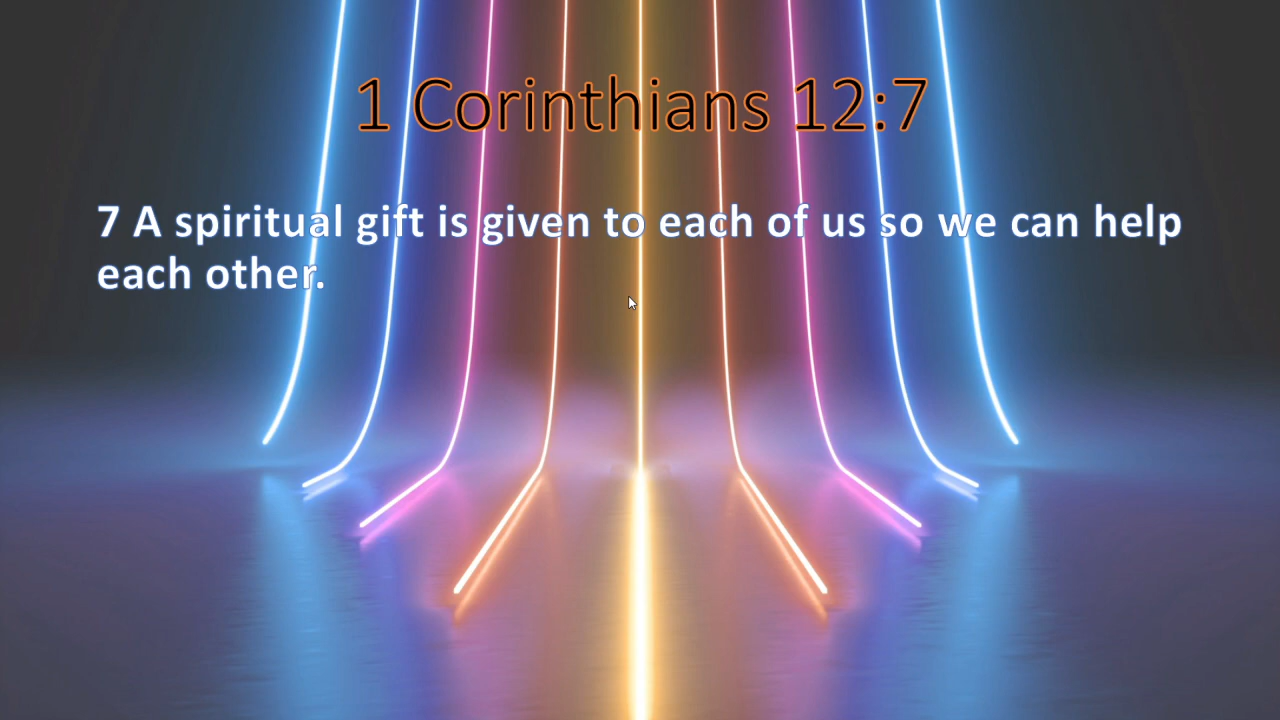 1 Corinthians 12:7
7 A spiritual gift is given to each of us so we can help
each other.